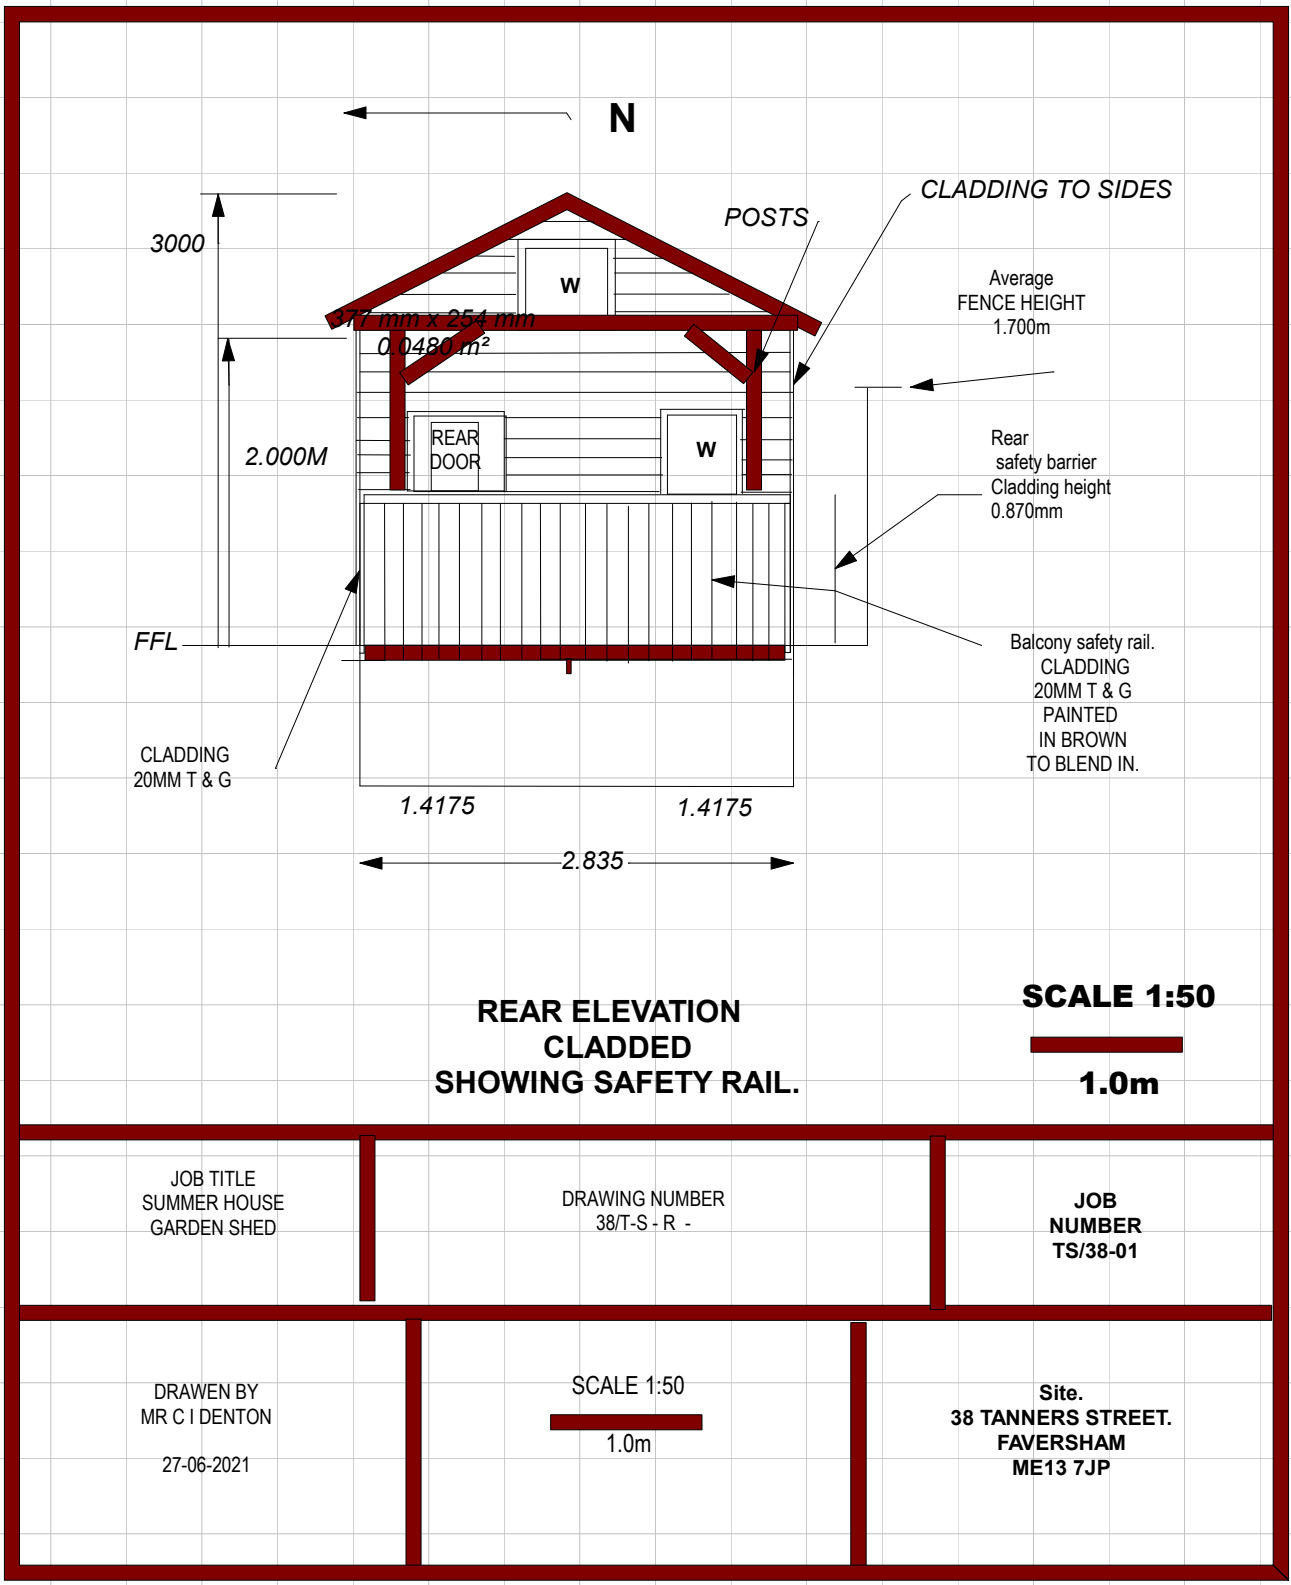 N
CLADDING TO SIDES
POSTS
3000
W
Average
FENCE HEIGHT
1.700m
377 mm x 254 mm
0.0480 m²
REAR
DOOR
W
2.000M
Rear
safety barrier
Cladding height
0.870mm
FFL
Balcony safety rail.
CLADDING
20MM T & G
PAINTED
IN BROWN
TO BLEND IN.
CLADDING
20MM T & G
1.4175
1.4175
2.835
REAR ELEVATION
CLADDED
SHOWING SAFETY RAIL.
SCALE 1:50
1.0m
JOB TITLE
SUMMER HOUSE
GARDEN SHED
DRAWING NUMBER
38/T-S - R -
JOB
NUMBER
TS/38-01
DRAWEN BY
MR C I DENTON
27-06-2021
SCALE 1:50
1.0m
Site.
38 TANNERS STREET.
FAVERSHAM
ME13 7JP